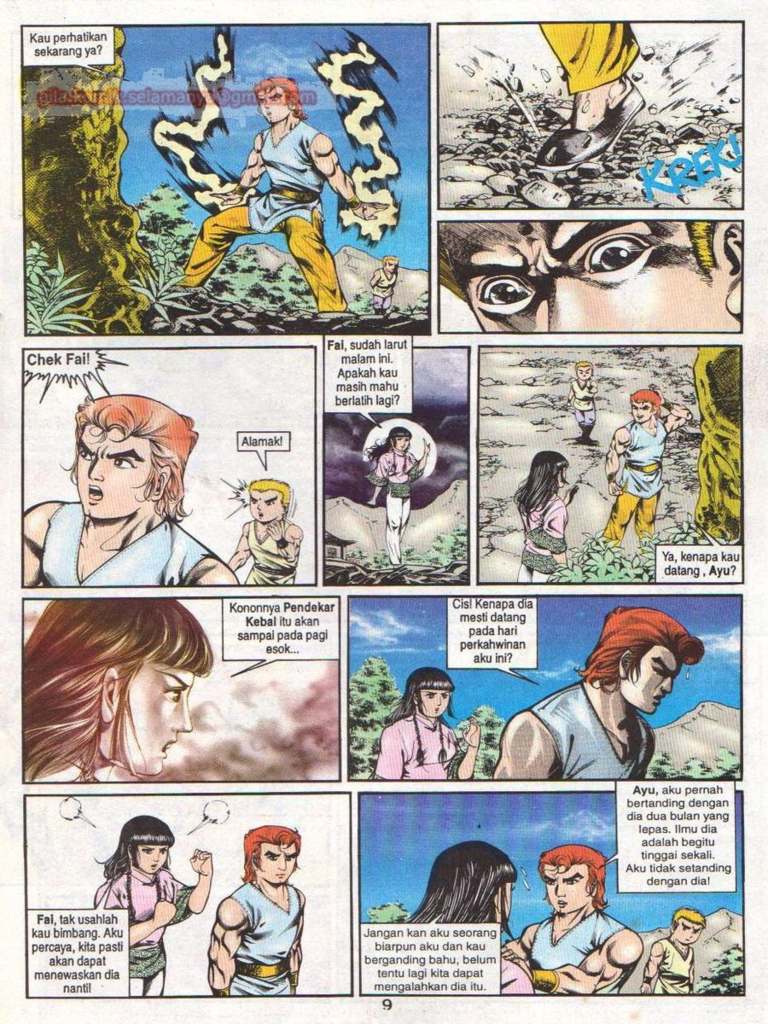 Kau perhatikan
sekarang ya?
KREK!
Chek Fai!
Alamak!
Fai, sudah larut
malam ini.
Apakah kau
masih mahu
berlatih lagi?
Ya, kenapa kau
datang , Ayu?
Kononnya Pendekar
Kebal itu akan
sampai pada pagi
esok...
Cis! Kenapa dia
mesti datang
pada hari
perkahwinan
aku ini?
Fai, tak usahlah
kau bimbang. Aku
percaya, kita pasti
akan dapat
menewaskan dia
nanti!
Ayu, aku pernah
bertanding dengan
dia dua bulan yang
lepas. Ilmu dia
adalah begitu
tinggi sekali.
Aku tidak setanding
dengan dia!
Jangan kan aku seorang
biarpun aku dan kau
berganding bahu, belum
tentu lagi kita dapat
mengalahkan dia itu.
9